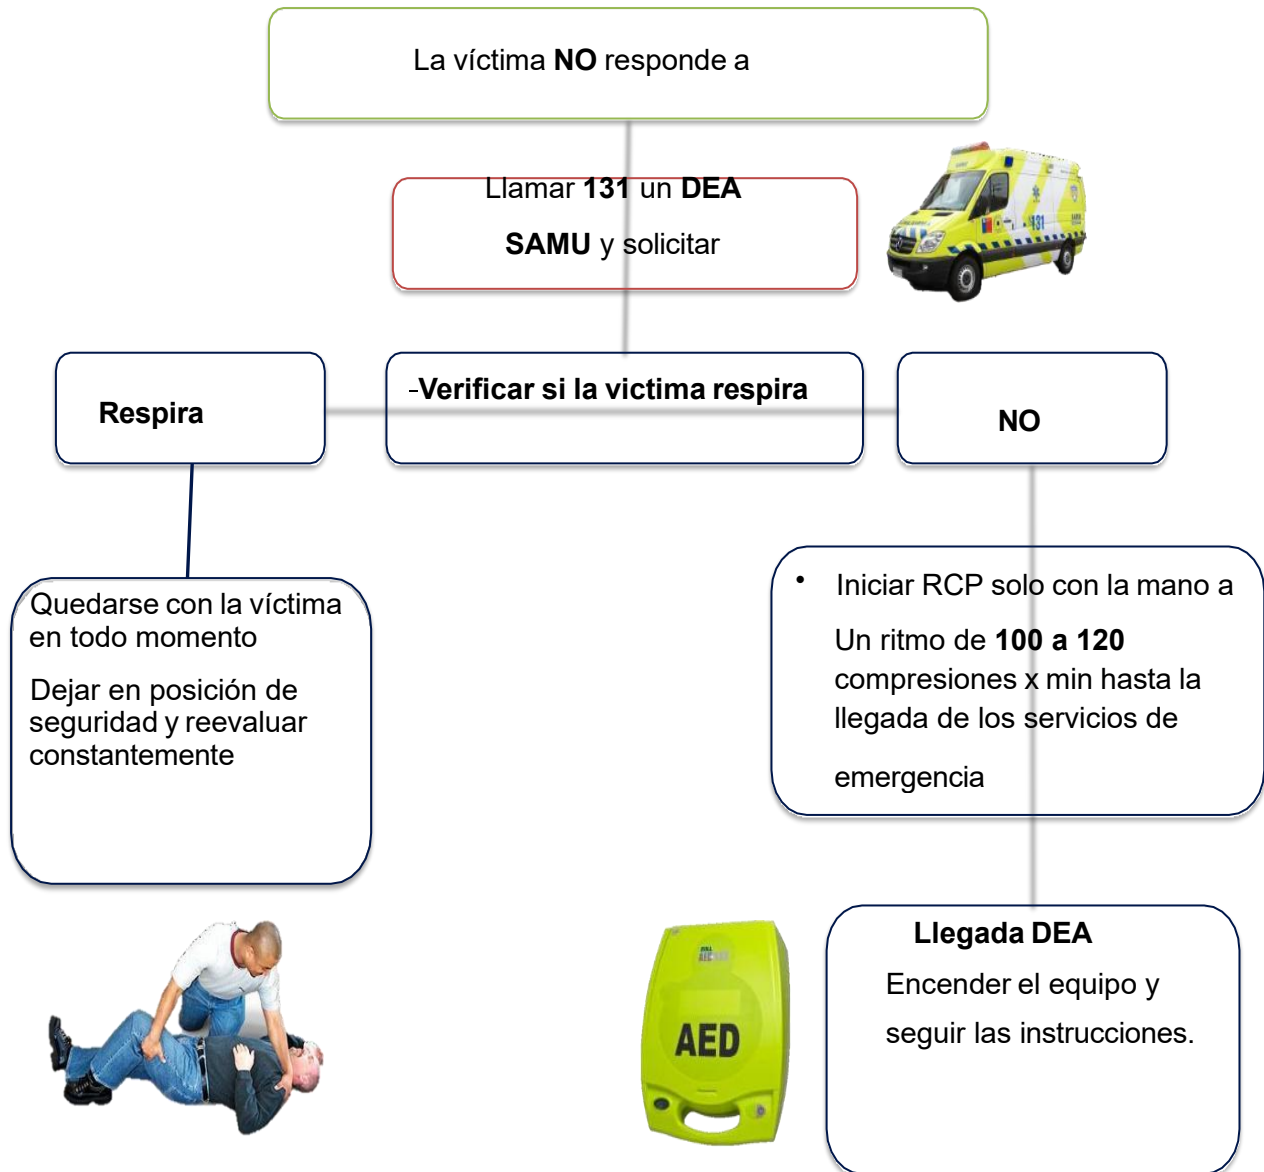 La víctima NO responde a
Llamar 131 un DEA
SAMU y solicitar
131
-Verificar si la victima respira
Respira
NO
Quedarse con la víctima
en todo momento
Dejar en posición de
seguridad y reevaluar
constantemente
• Iniciar RCP solo con la mano a
Un ritmo de 100 a 120
compresiones x min hasta la
llegada de los servicios de
emergencia
AED
Llegada DEA
Encender el equipo y
seguir las instrucciones.